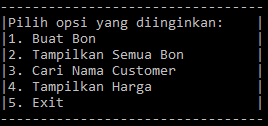 ------------------------------
|Pilih opsi yang diinginkan: |
|1. Buat Bon |
|2. Tampilkan Semua Bon |
|3. Cari Nama Customer |
|4. Tampilkan Harga |
|5. Exit |
------------------------------